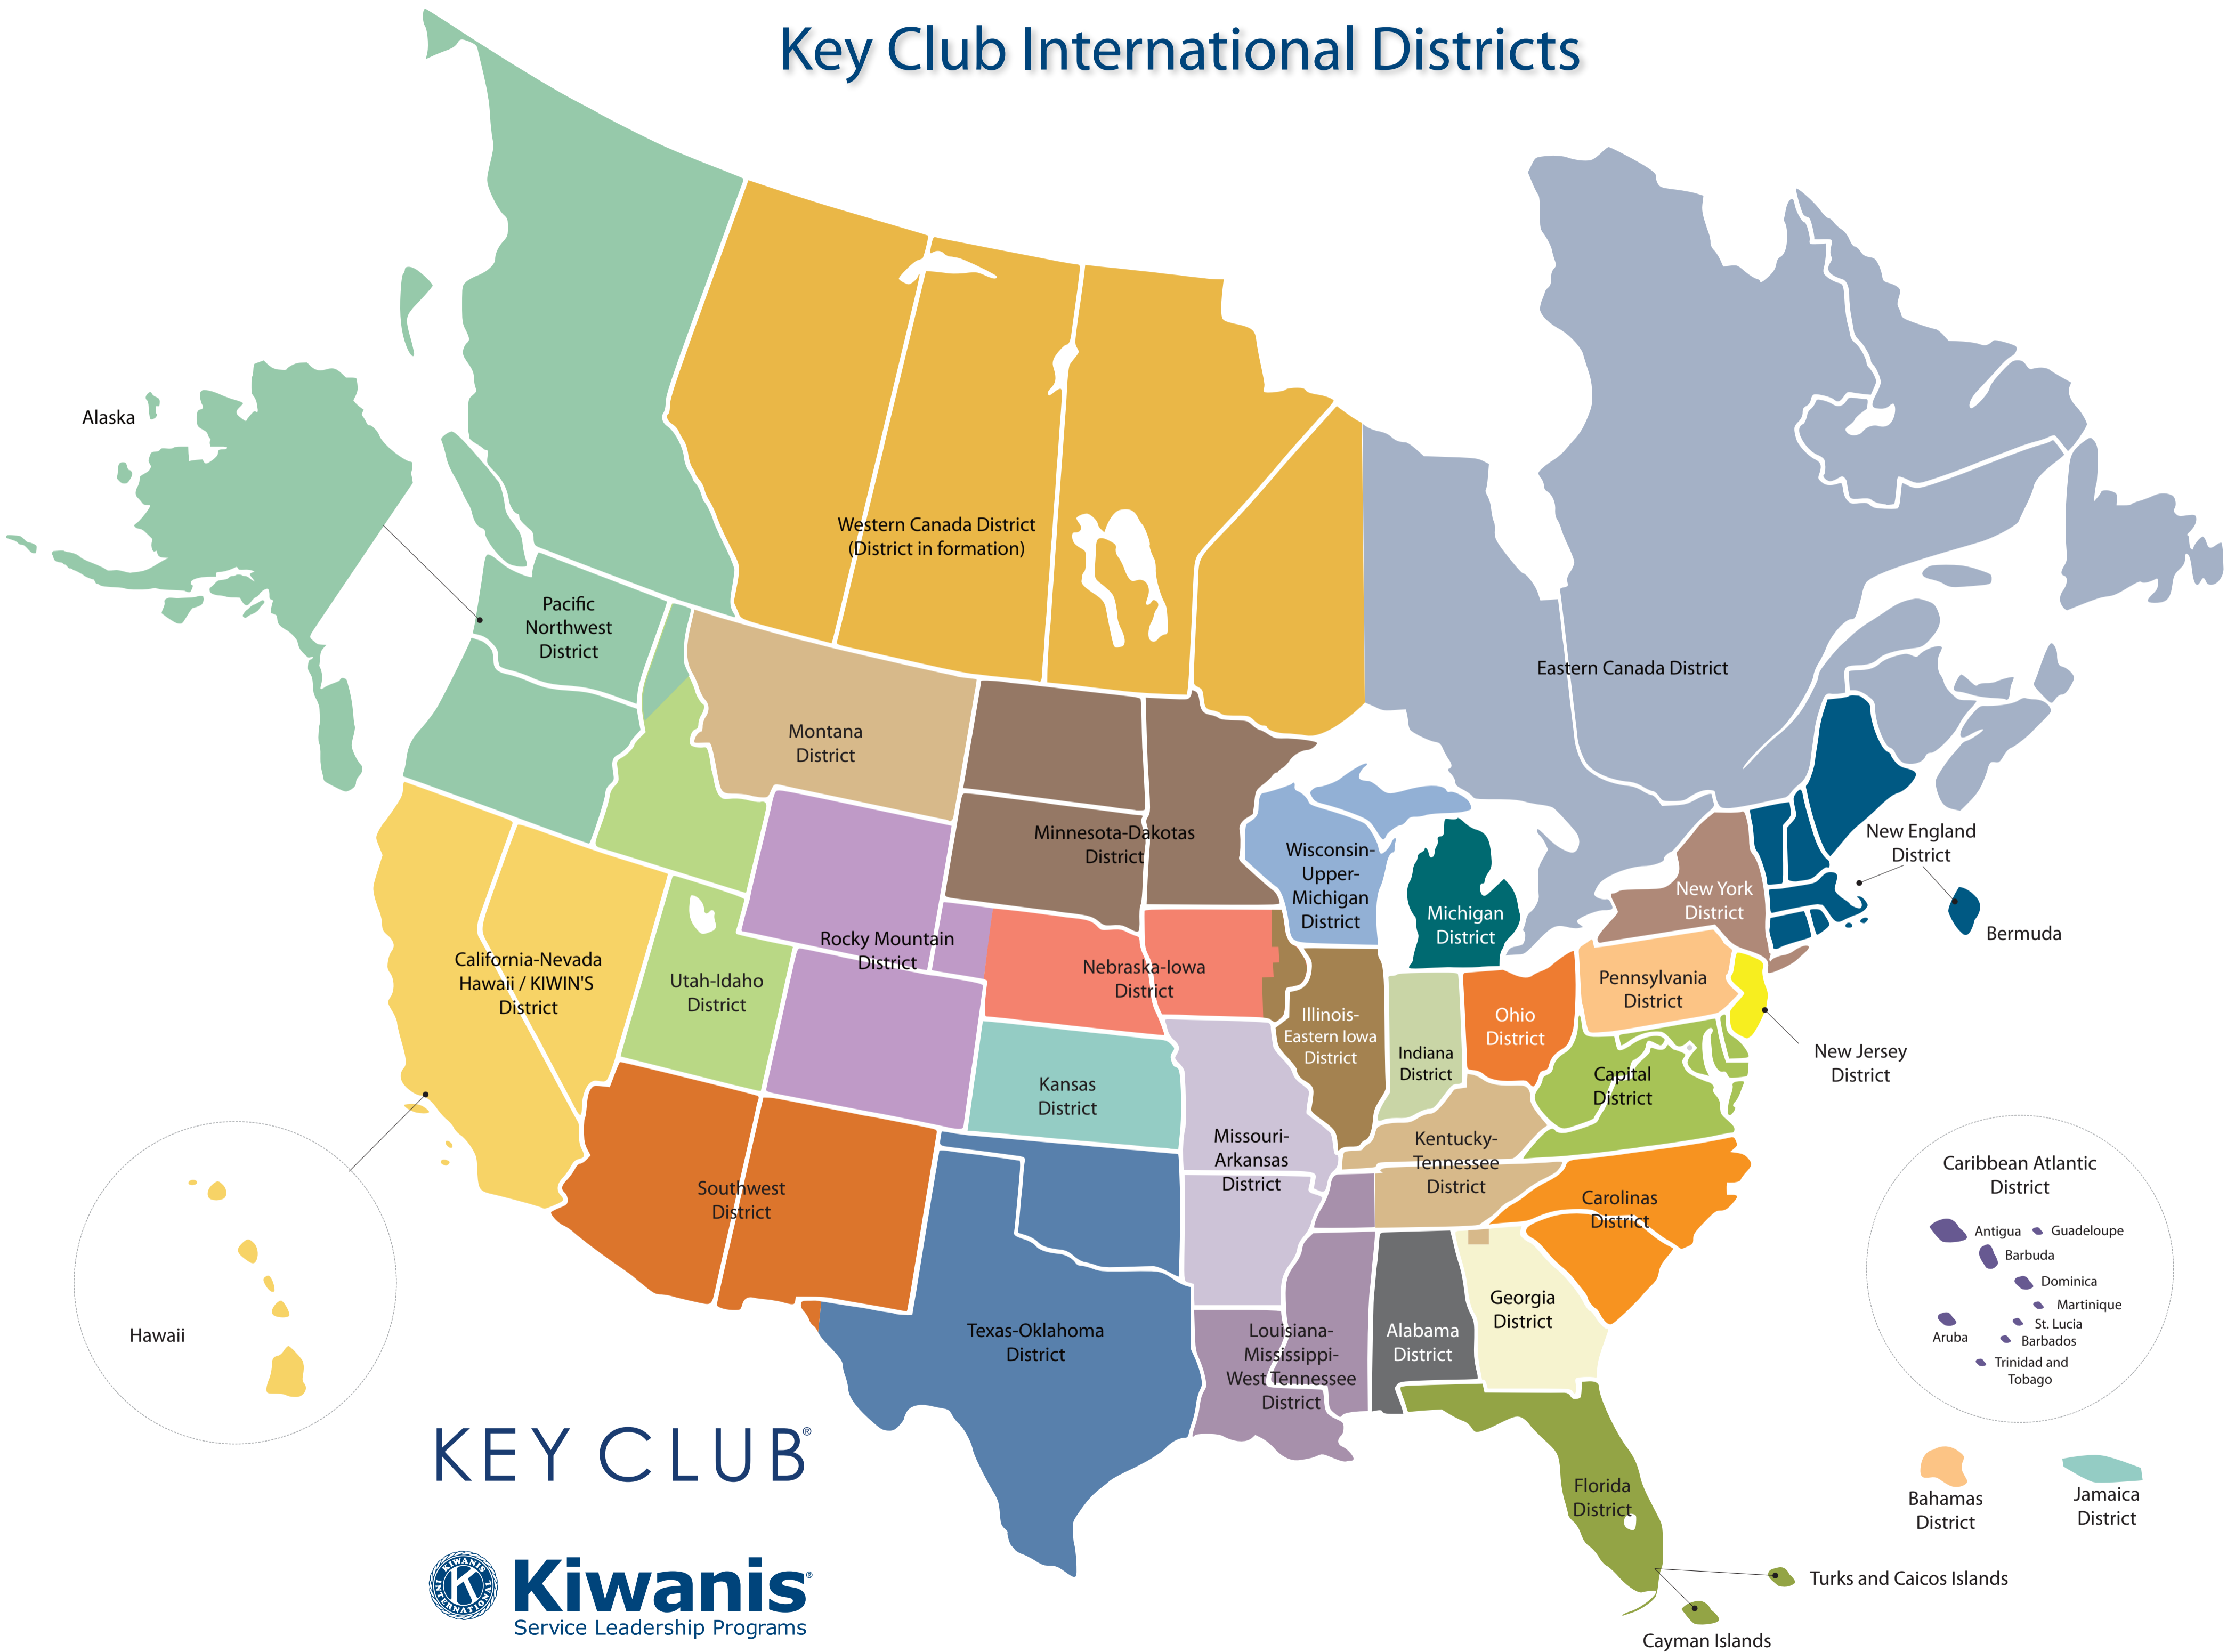 Key Club International Districts
Alaska
Western Canada District
(District in formation)
Pacific
Northwest
District
Eastern Canada District
Montana
District
Minnesota-Dakotas
District
Wisconsin-
Upper-
Michigan
District
Michigan
District
New York
District
New England
District
Bermuda
Rocky Mountain
District
California-Nevada
Hawaii / KIWIN'S
District
Utah-Idaho
District
Nebraska-Iowa
District
Illinois-
Eastern Iowa
District
Indiana
District
Ohio
District
Pennsylvania
District
New Jersey
District
Capital
District
Kansas
District
Missouri-
Arkansas
District
Kentucky-
Tennessee
District
Southwest
District
Carolinas
District
Caribbean Atlantic
District
Antigua
Guadeloupe
Barbuda
Dominica
Martinique
St. Lucia
Aruba
Barbados
Trinidad and
Tobago
Hawaii
Texas-Oklahoma
District
Louisiana-
Mississippi-
West Tennessee
District
Alabama
District
Georgia
District
Florida
District
Bahamas
District
Jamaica
District
Turks and Caicos Islands
Cayman Islands
KEY CLUB®
KIWANIS
K
INTERNATIONAL
Kiwanis®
Service Leadership Programs